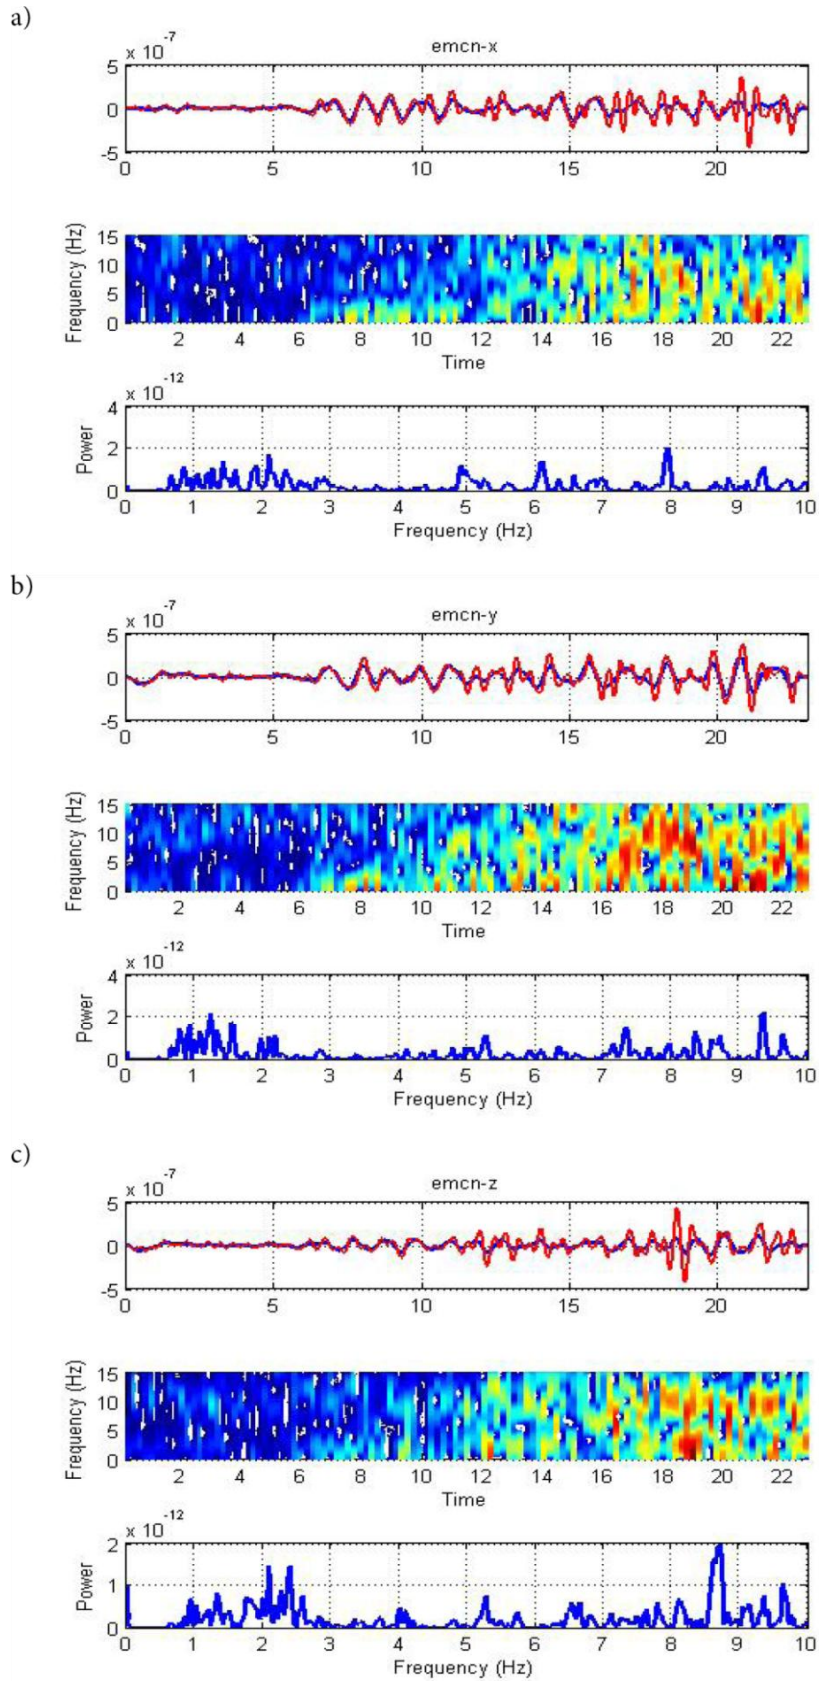 a)
x 10^-7
emcn-x
5
0
-5
0 5 10 15 20
Frequency (Hz)
15
10
5
0
2 4 6 8 10 12 14 16 18 20 22
Time
x 10^-12
Power
4
2
0
0 1 2 3 4 5 6 7 8 9 10
Frequency (Hz)
b)
x 10^-7
emcn-y
5
0
-5
0 5 10 15 20
Frequency (Hz)
15
10
5
0
2 4 6 8 10 12 14 16 18 20 22
Time
x 10^-12
Power
4
2
0
0 1 2 3 4 5 6 7 8 9 10
Frequency (Hz)
c)
x 10^-7
emcn-z
5
0
-5
0 5 10 15 20
Frequency (Hz)
15
10
5
0
2 4 6 8 10 12 14 16 18 20 22
Time
x 10^-12
Power
2
1
0
0 1 2 3 4 5 6 7 8 9 10
Frequency (Hz)